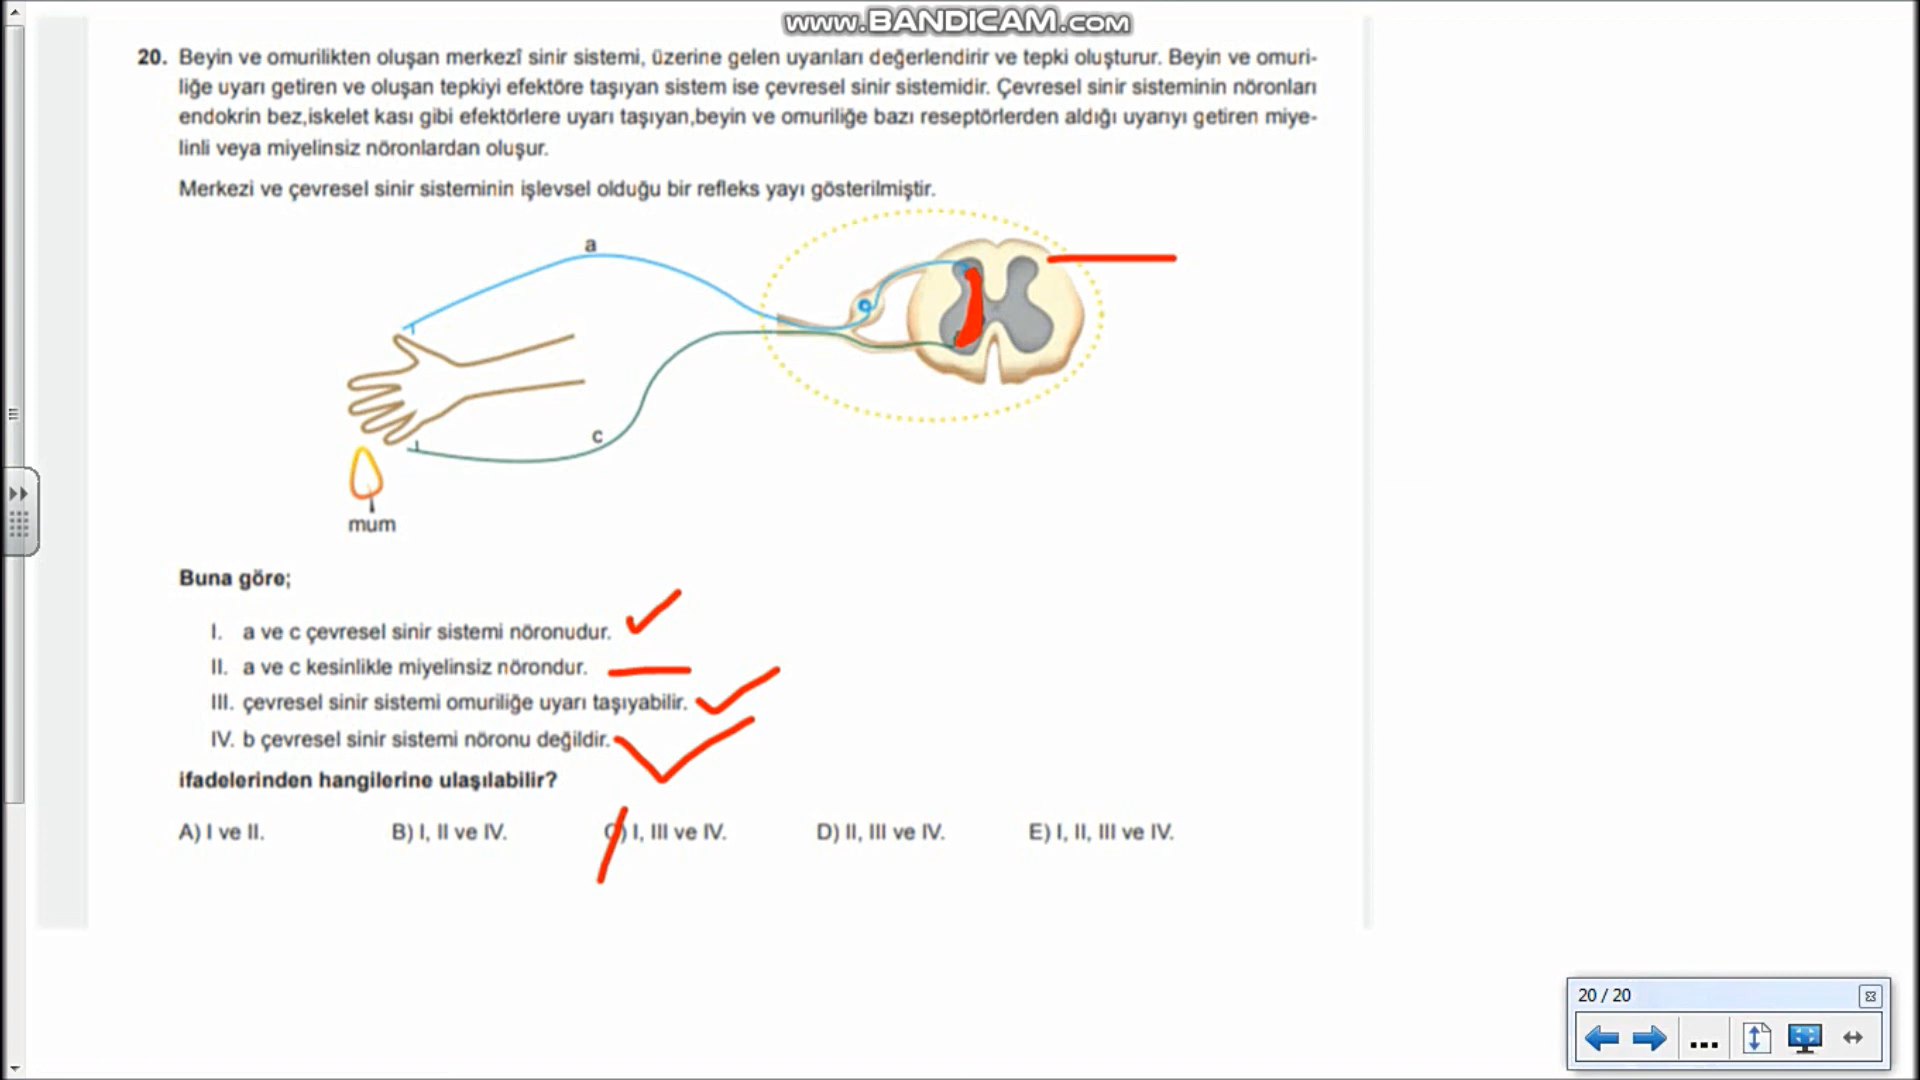 www.BANDICAM.com
20. Beyin ve omurilikten oluşan merkezî sinir sistemi, üzerine gelen uyarıları değerlendirir ve tepki oluşturur. Beyin ve omuri-
liğe uyarı getiren ve oluşan tepkiyi efektöre taşıyan sistem ise çevresel sinir sistemidir. Çevresel sinir sisteminin nöronları
endokrin bez,iskelet kası gibi efektörlere uyarı taşıyan,beyin ve omuriliğe bazı reseptörlerden aldığı uyarıyı getiren miye-
linli veya miyelinsiz nöronlardan oluşur.
Merkezi ve çevresel sinir sisteminin işlevsel olduğu bir refleks yayı gösterilmiştir.
a
c
mum
Buna göre;
I. a ve c çevresel sinir sistemi nöronudur.
II. a ve c kesinlikle miyelinsiz nörondur.
III. çevresel sinir sistemi omuriliğe uyarı taşıyabilir.
IV. b çevresel sinir sistemi nöronu değildir.
ifadelerinden hangilerine ulaşılabilir?
A) I ve II. B) I, II ve IV. C) I, III ve IV. D) II, III ve IV. E) I, II, III ve IV.
20 / 20